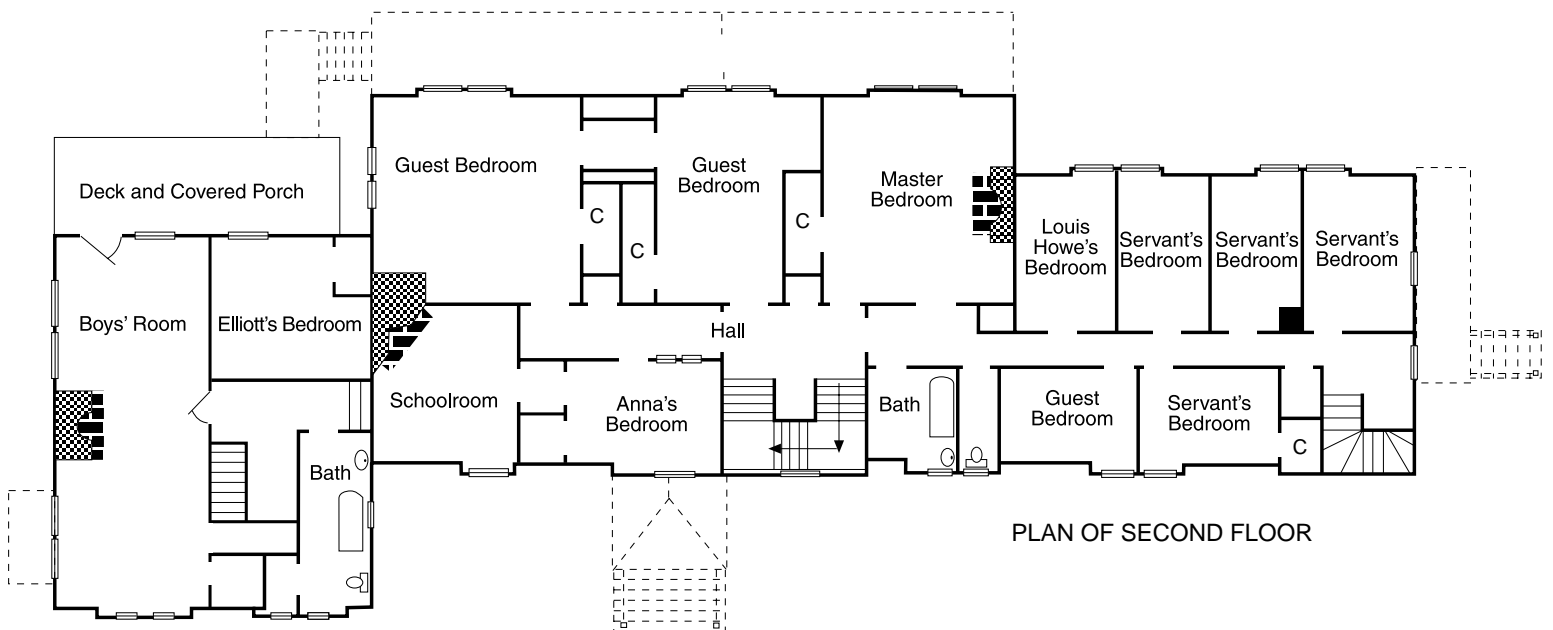 Deck and Covered Porch
Guest Bedroom
Guest
Bedroom
Master
Bedroom
C
C
C
Louis
Howe's
Bedroom
Servant's
Bedroom
Servant's
Bedroom
Servant's
Bedroom
Boys' Room
Elliott's Bedroom
Hall
Schoolroom
Anna's
Bedroom
Bath
Guest
Bedroom
Servant's
Bedroom
C
Bath
PLAN OF SECOND FLOOR